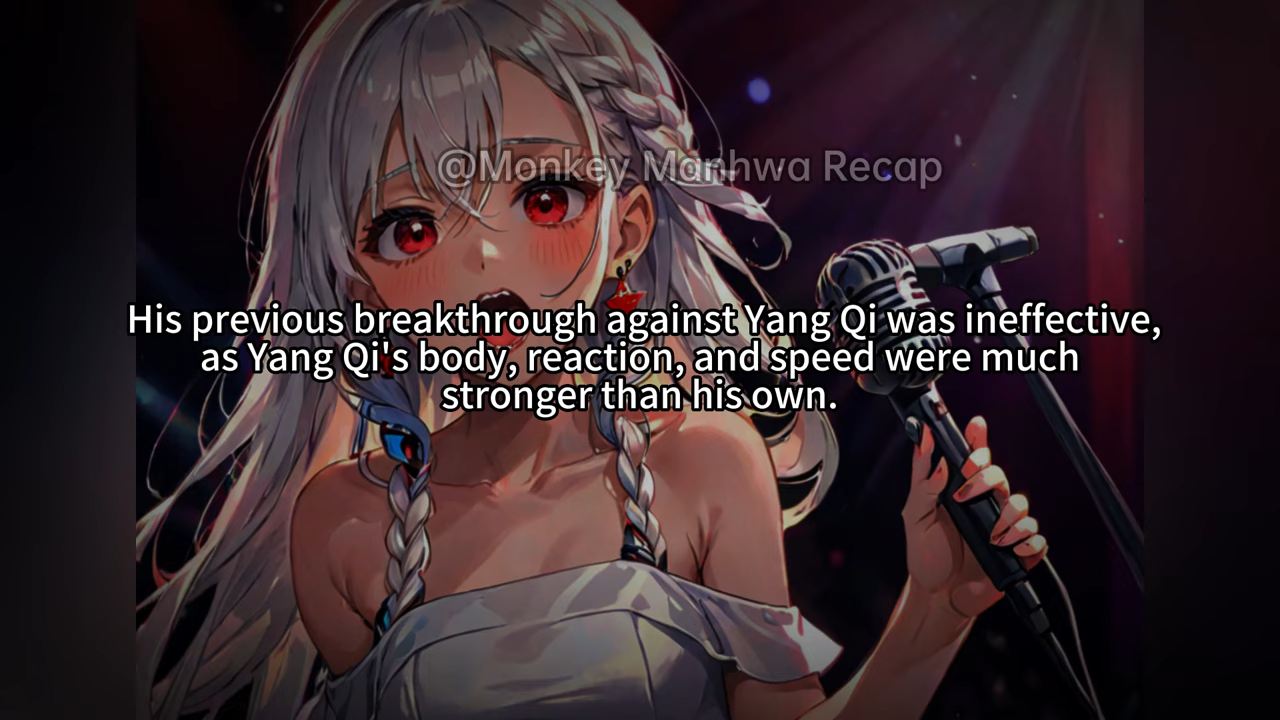 @Monkey Manhwa Recap
His previous breakthrough against Yang Qi was ineffective,
as Yang Qi's body, reaction, and speed were much
stronger than his own.